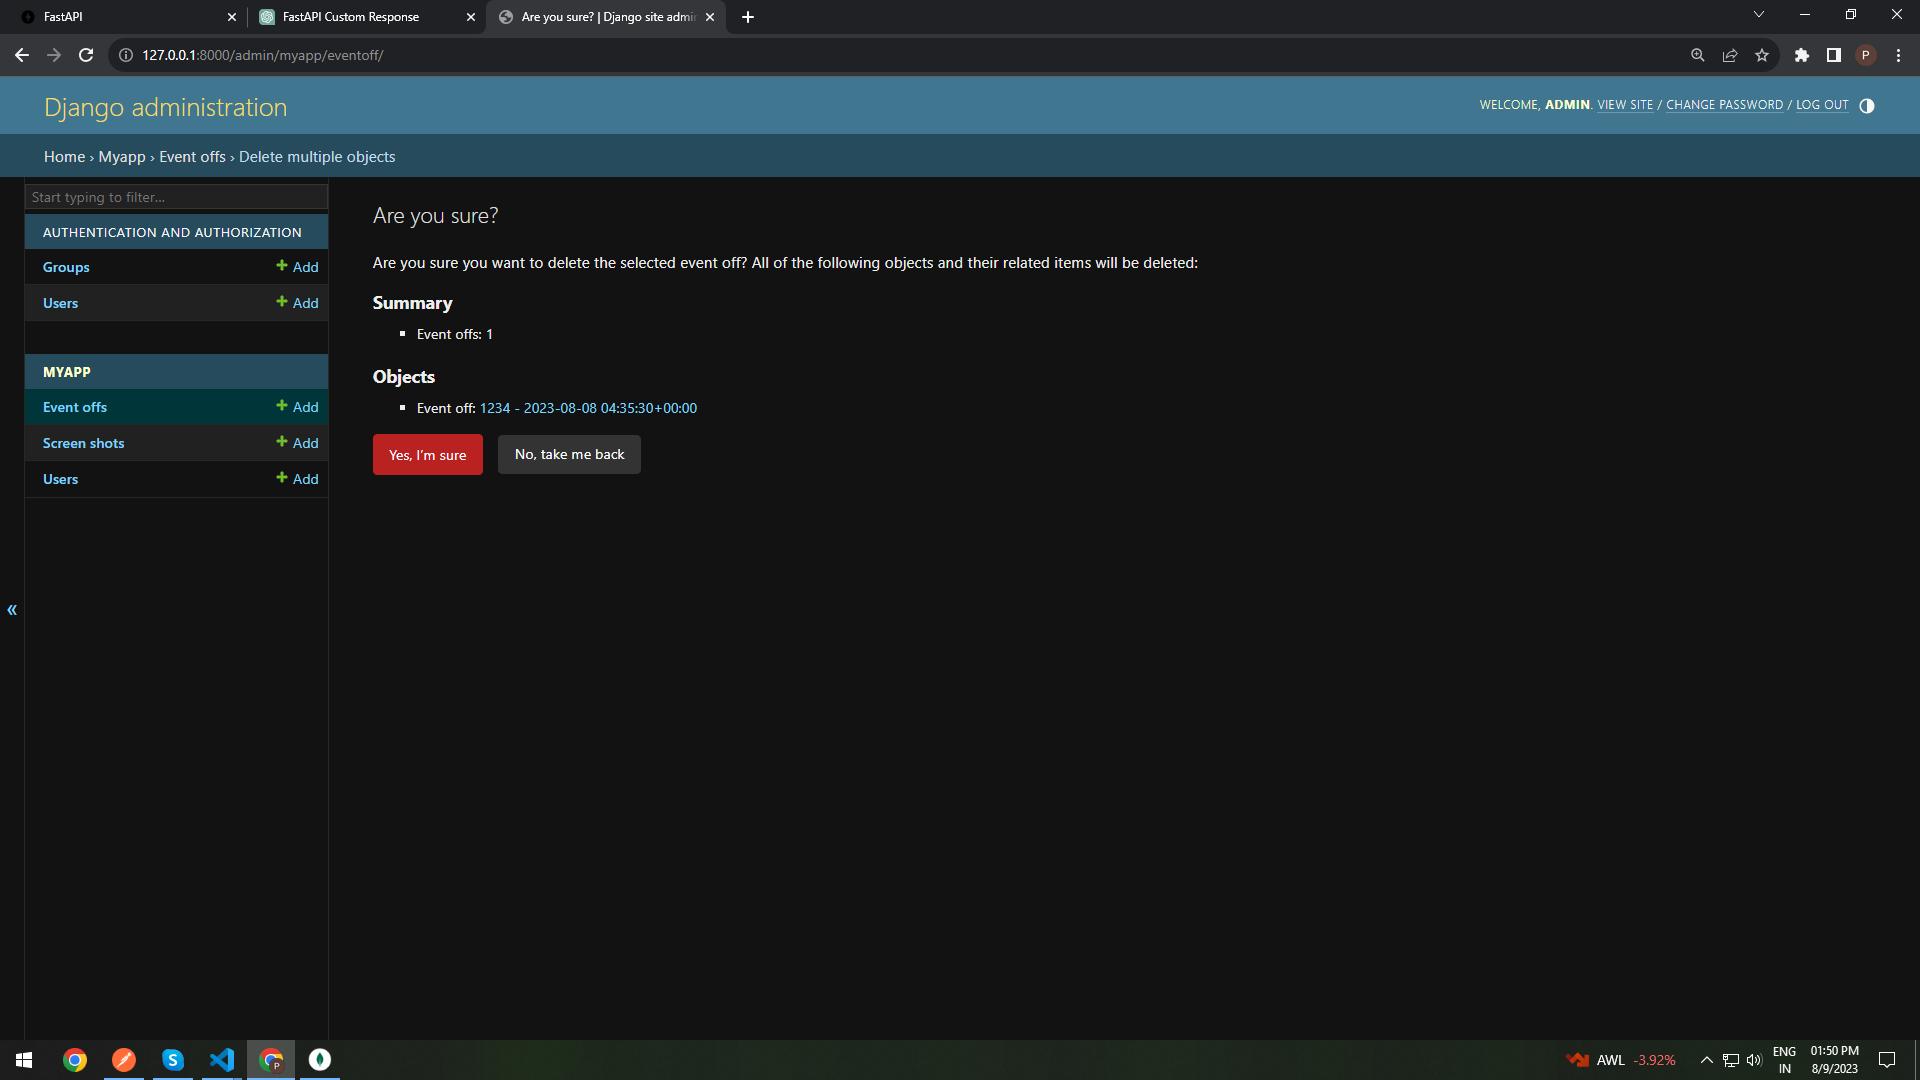 FastAPI
FastAPI Custom Response
Are you sure? | Django site admin
127.0.0.1:8000/admin/myapp/eventoff/
P
Django administration
WELCOME, ADMIN. VIEW SITE / CHANGE PASSWORD / LOG OUT
Home › Myapp › Event offs › Delete multiple objects
Start typing to filter...
AUTHENTICATION AND AUTHORIZATION
Groups + Add
Users + Add
MYAPP
Event offs + Add
Screen shots + Add
Users + Add
«
Are you sure?
Are you sure you want to delete the selected event off? All of the following objects and their related items will be deleted:
Summary
Event offs: 1
Objects
Event off: 1234 - 2023-08-08 04:35:30+00:00
Yes, I’m sure
No, take me back
S
P
AWL -3.92%
ENG
IN
01:50 PM
8/9/2023